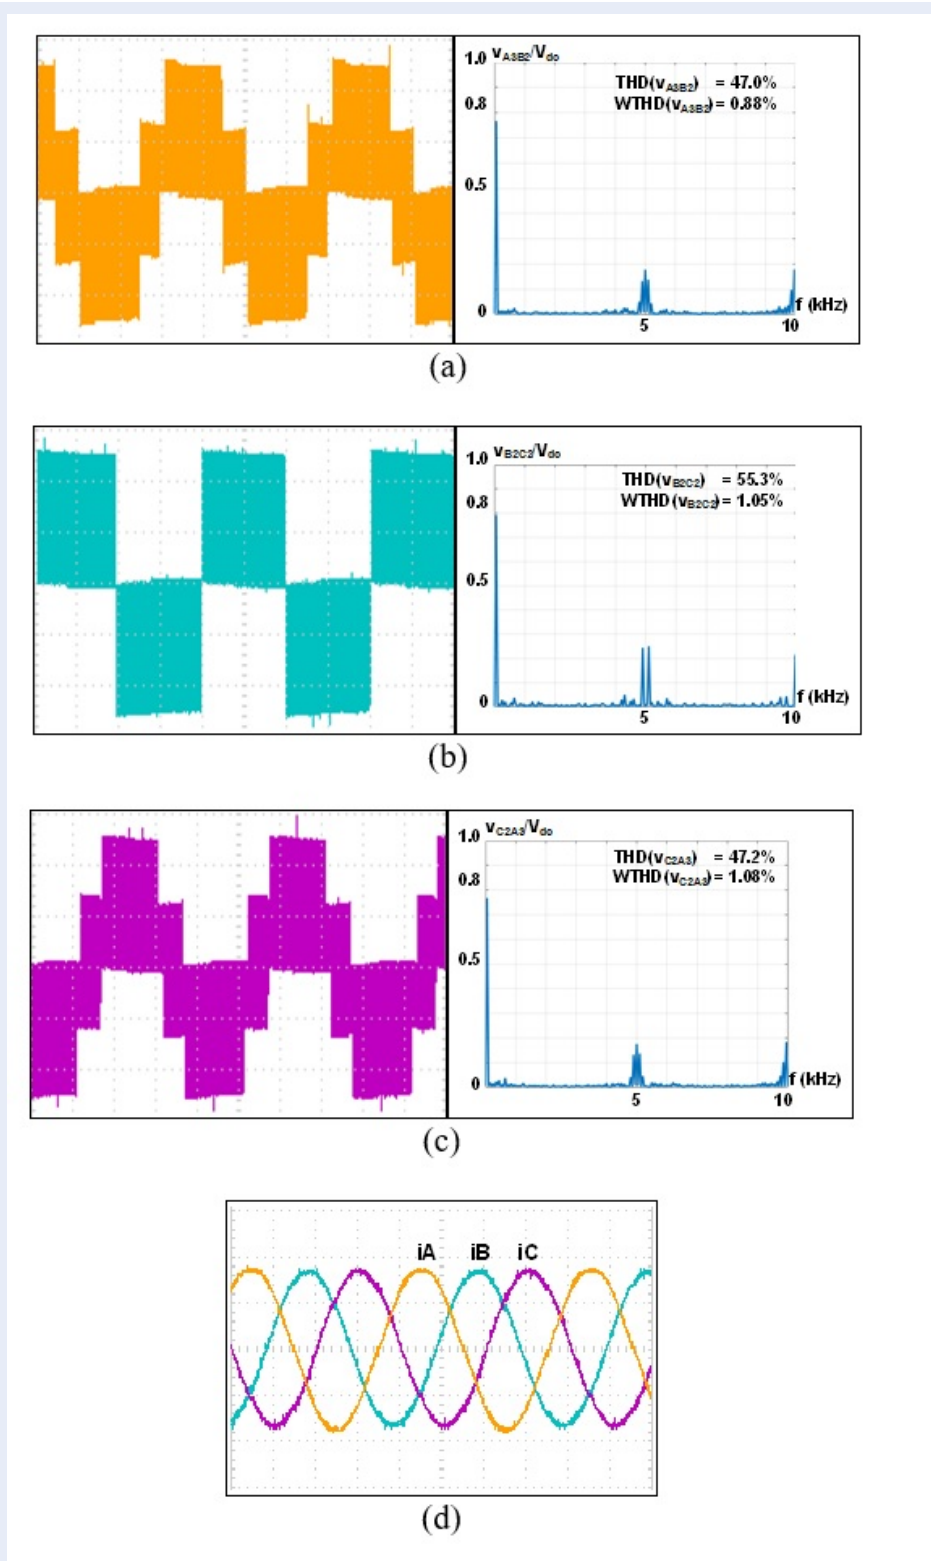 1.0 vA3B2/Vdc
THD(vA3B2) = 47.0%
0.8 WTHD(vA3B2) = 0.88%
0.5
0 f (kHz)
5 10
(a)
1.0 vB2C2/Vdc
THD(vB2C2) = 55.3%
0.8 WTHD(vB2C2) = 1.05%
0.5
0 f (kHz)
5 10
(b)
1.0 vC2A3/Vdc
THD(vC2A3) = 47.2%
0.8 WTHD(vC2A3) = 1.08%
0.5
0 f (kHz)
5 10
(c)
iA iB iC
(d)